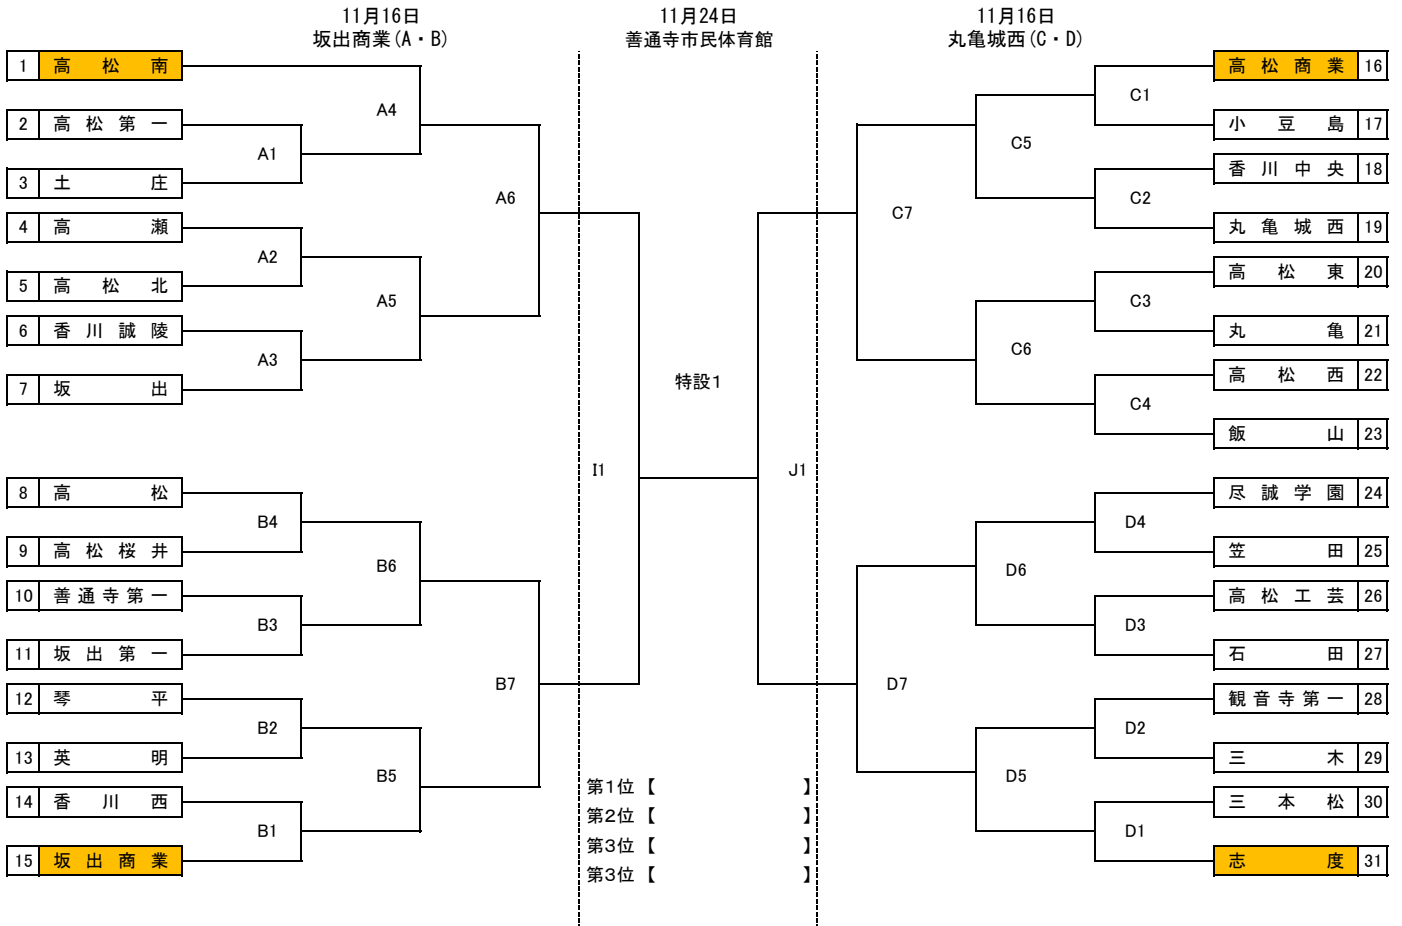 11月16日
坂出商業(A・B)
11月24日
善通寺市民体育館
11月16日
丸亀城西(C・D)
1 高松南
2 高松第一
3 土庄
4 高瀬
5 高松北
6 香川誠陵
7 坂出
8 高松
9 高松桜井
10 善通寺第一
11 坂出第一
12 琴平
13 英明
14 香川西
15 坂出商業
A4
A1
A6
A2
A5
A3
B4
B6
B3
B7
B2
B5
B1
I1
特設1
J1
第1位【 】
第2位【 】
第3位【 】
第3位【 】
C1
C5
C2
C7
C3
C6
C4
D4
D6
D3
D7
D2
D5
D1
高松商業 16
小豆島 17
香川中央 18
丸亀城西 19
高松東 20
丸亀 21
高松西 22
飯山 23
尽誠学園 24
笠田 25
高松工芸 26
石田 27
観音寺第一 28
三木 29
三本松 30
志度 31